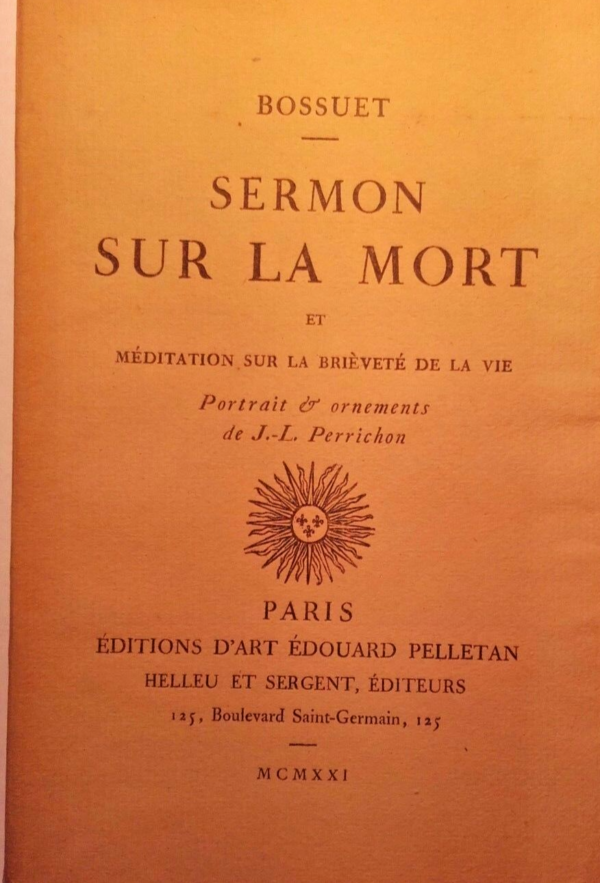 BOSSUET
SERMON
SUR LA MORT
ET
MÉDITATION SUR LA BRIÈVETÉ DE LA VIE
Portrait & ornements
de J.-L. Perrichon
PARIS
ÉDITIONS D'ART ÉDOUARD PELLETAN
HELLEU ET SERGENT, ÉDITEURS
125, Boulevard Saint-Germain, 125
MCMXXI